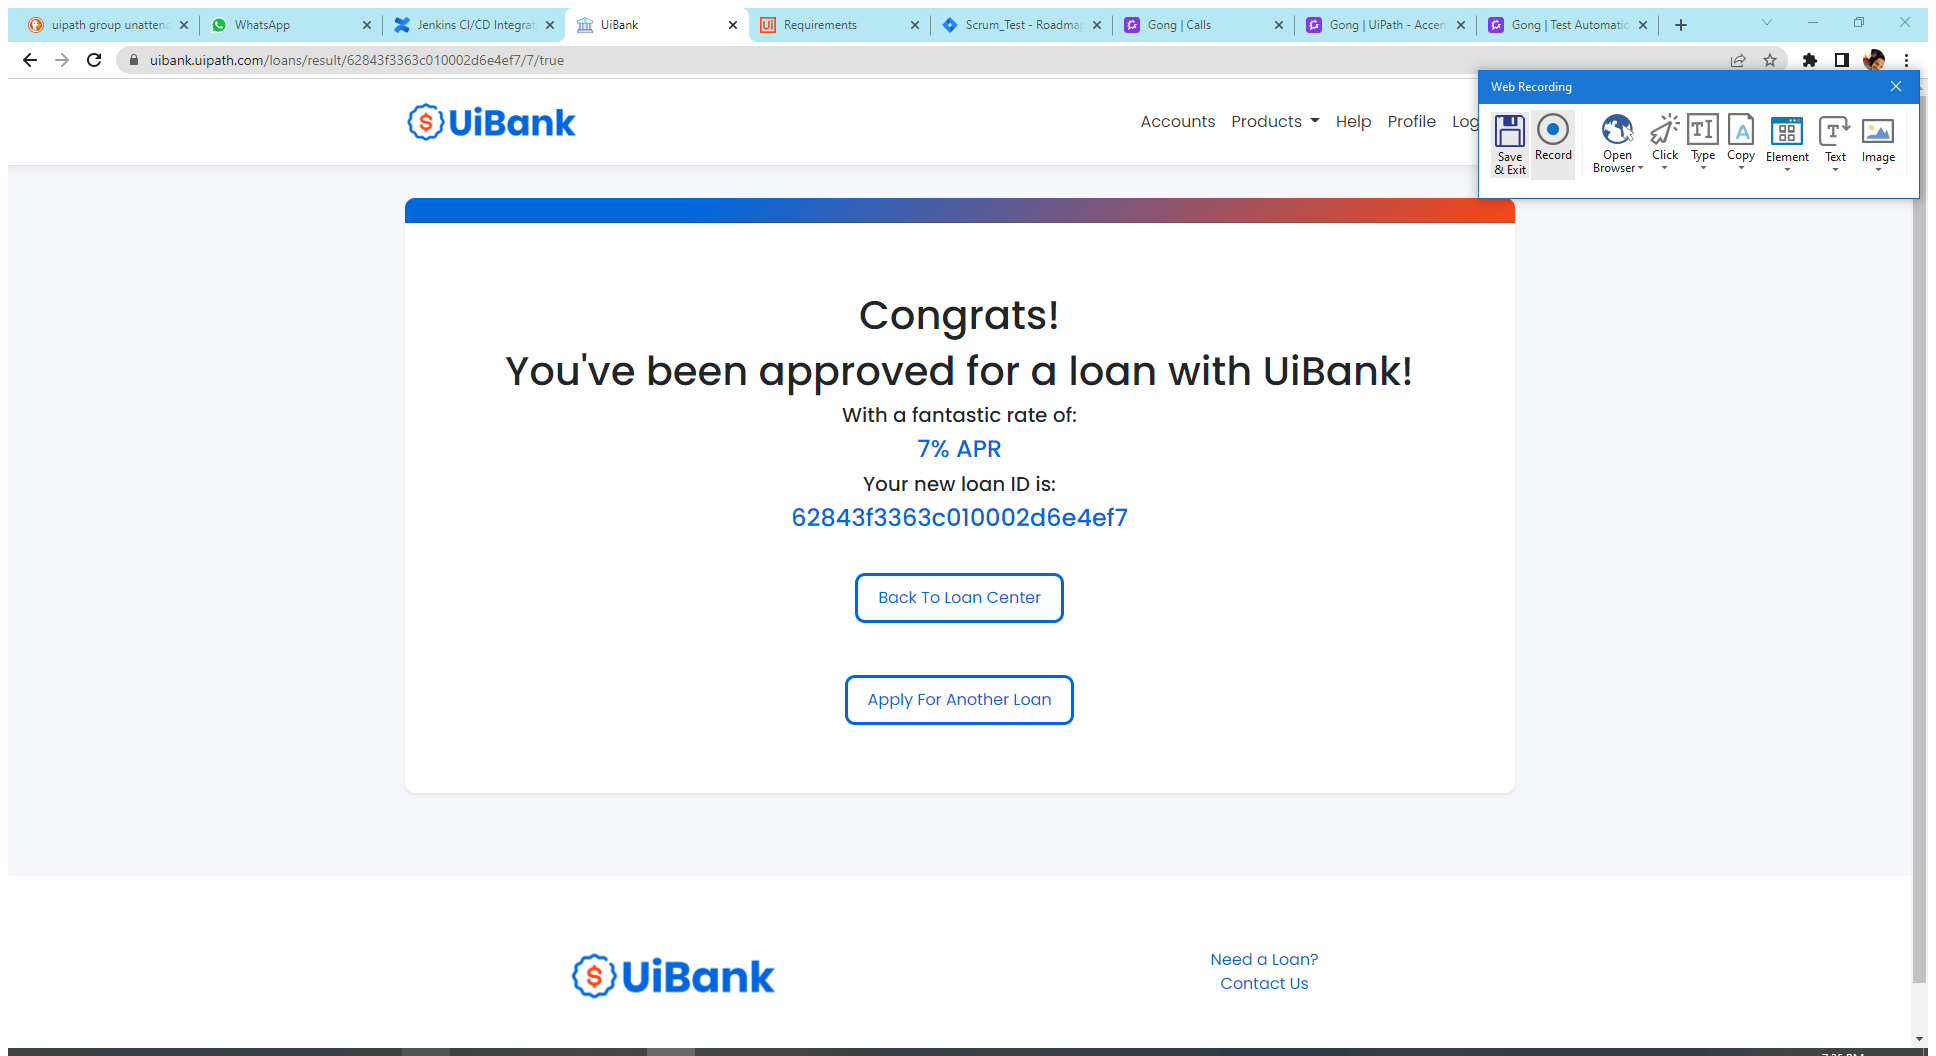 uipath group unattend
WhatsApp
Jenkins CI/CD Integrat
UiBank
Requirements
Scrum_Test - Roadmap
Gong | Calls
Gong | UiPath - Accen
Gong | Test Automatic
uibank.uipath.com/loans/result/62843f3363c010002d6e4ef7/7/true
Web Recording
Save & Exit
Record
Open Browser
Click
Type
Copy
Element
Text
Image
UiBank
Accounts Products Help Profile Log
Congrats!
You've been approved for a loan with UiBank!
With a fantastic rate of:
7% APR
Your new loan ID is:
62843f3363c010002d6e4ef7
Back To Loan Center
Apply For Another Loan
UiBank
Need a Loan?
Contact Us